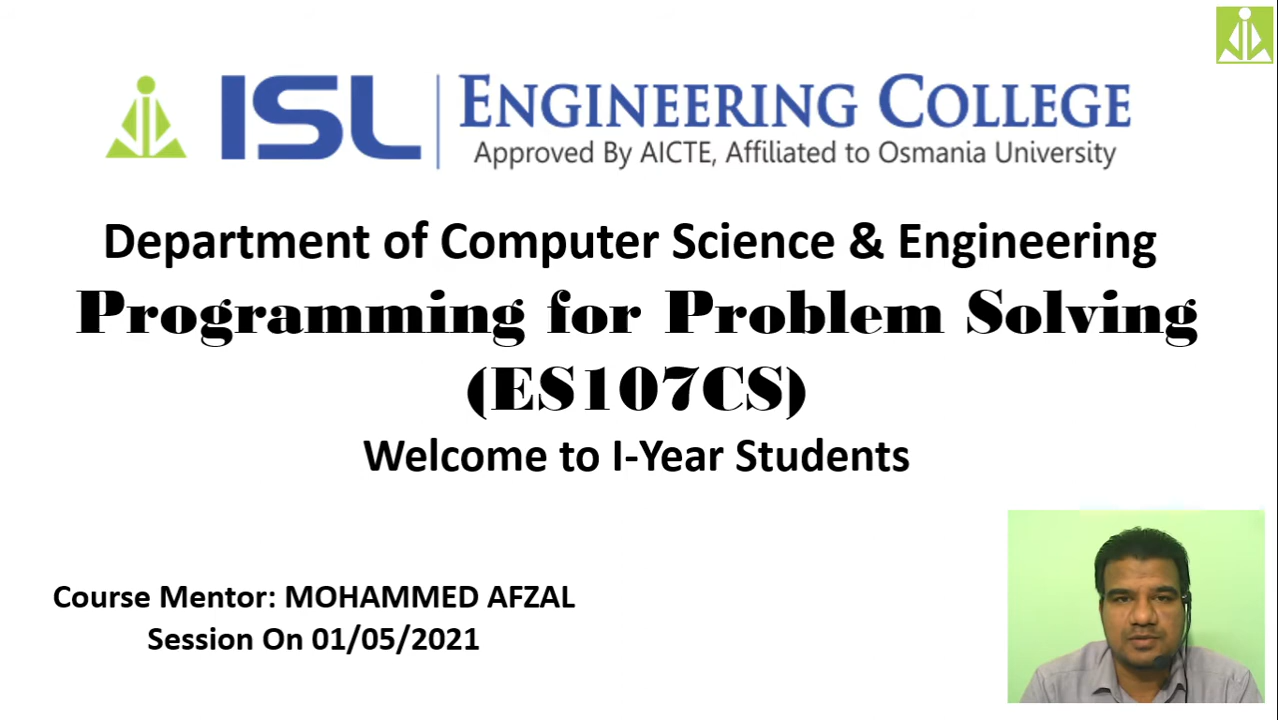 ISL ENGINEERING COLLEGE
Approved By AICTE, Affiliated to Osmania University
Department of Computer Science & Engineering
Programming for Problem Solving
(ES107CS)
Welcome to I-Year Students
Course Mentor: MOHAMMED AFZAL
Session On 01/05/2021